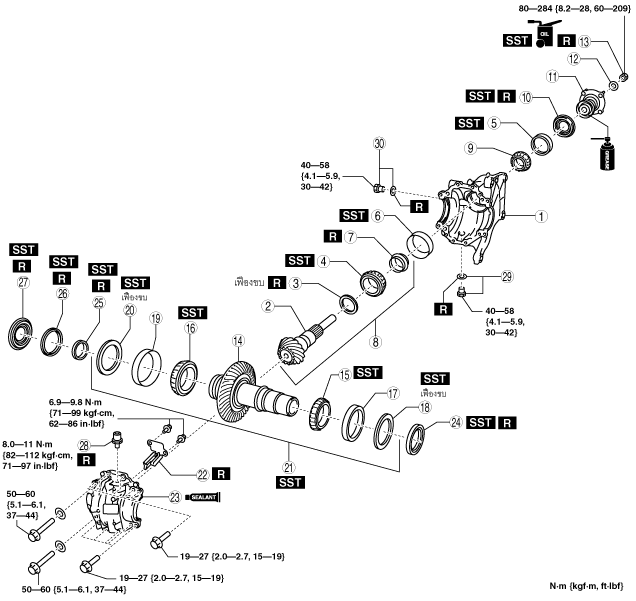 80—284 {8.2—28, 60—209}
OIL
SST R 13
12
11
SST R
10
SST 5
GREASE
9
30
40—58
{4.1—5.9,
30—42}
R
SST
6
1
R 7
SST 4
29
R
40—58
{4.1—5.9,
30—42}
เฟืองขบ R 3
2
8
SST
R
27
SST
R
26
SST
R
25
SST
เฟืองขบ
20
19
SST
16
14
15 SST
17
SST
เฟืองขบ
18
24 SST R
21
SST
6.9—9.8 N·m
{71—99 kgf·cm,
62—86 in·lbf}
8.0—11 N·m
{82—112 kgf·cm,
71—97 in·lbf}
28
R
22 R
23 SEALANT
50—60
{5.1—6.1,
37—44}
19—27 {2.0—2.7, 15—19}
19—27 {2.0—2.7, 15—19}
50—60 {5.1—6.1, 37—44}
N·m {kgf·m, ft·lbf}